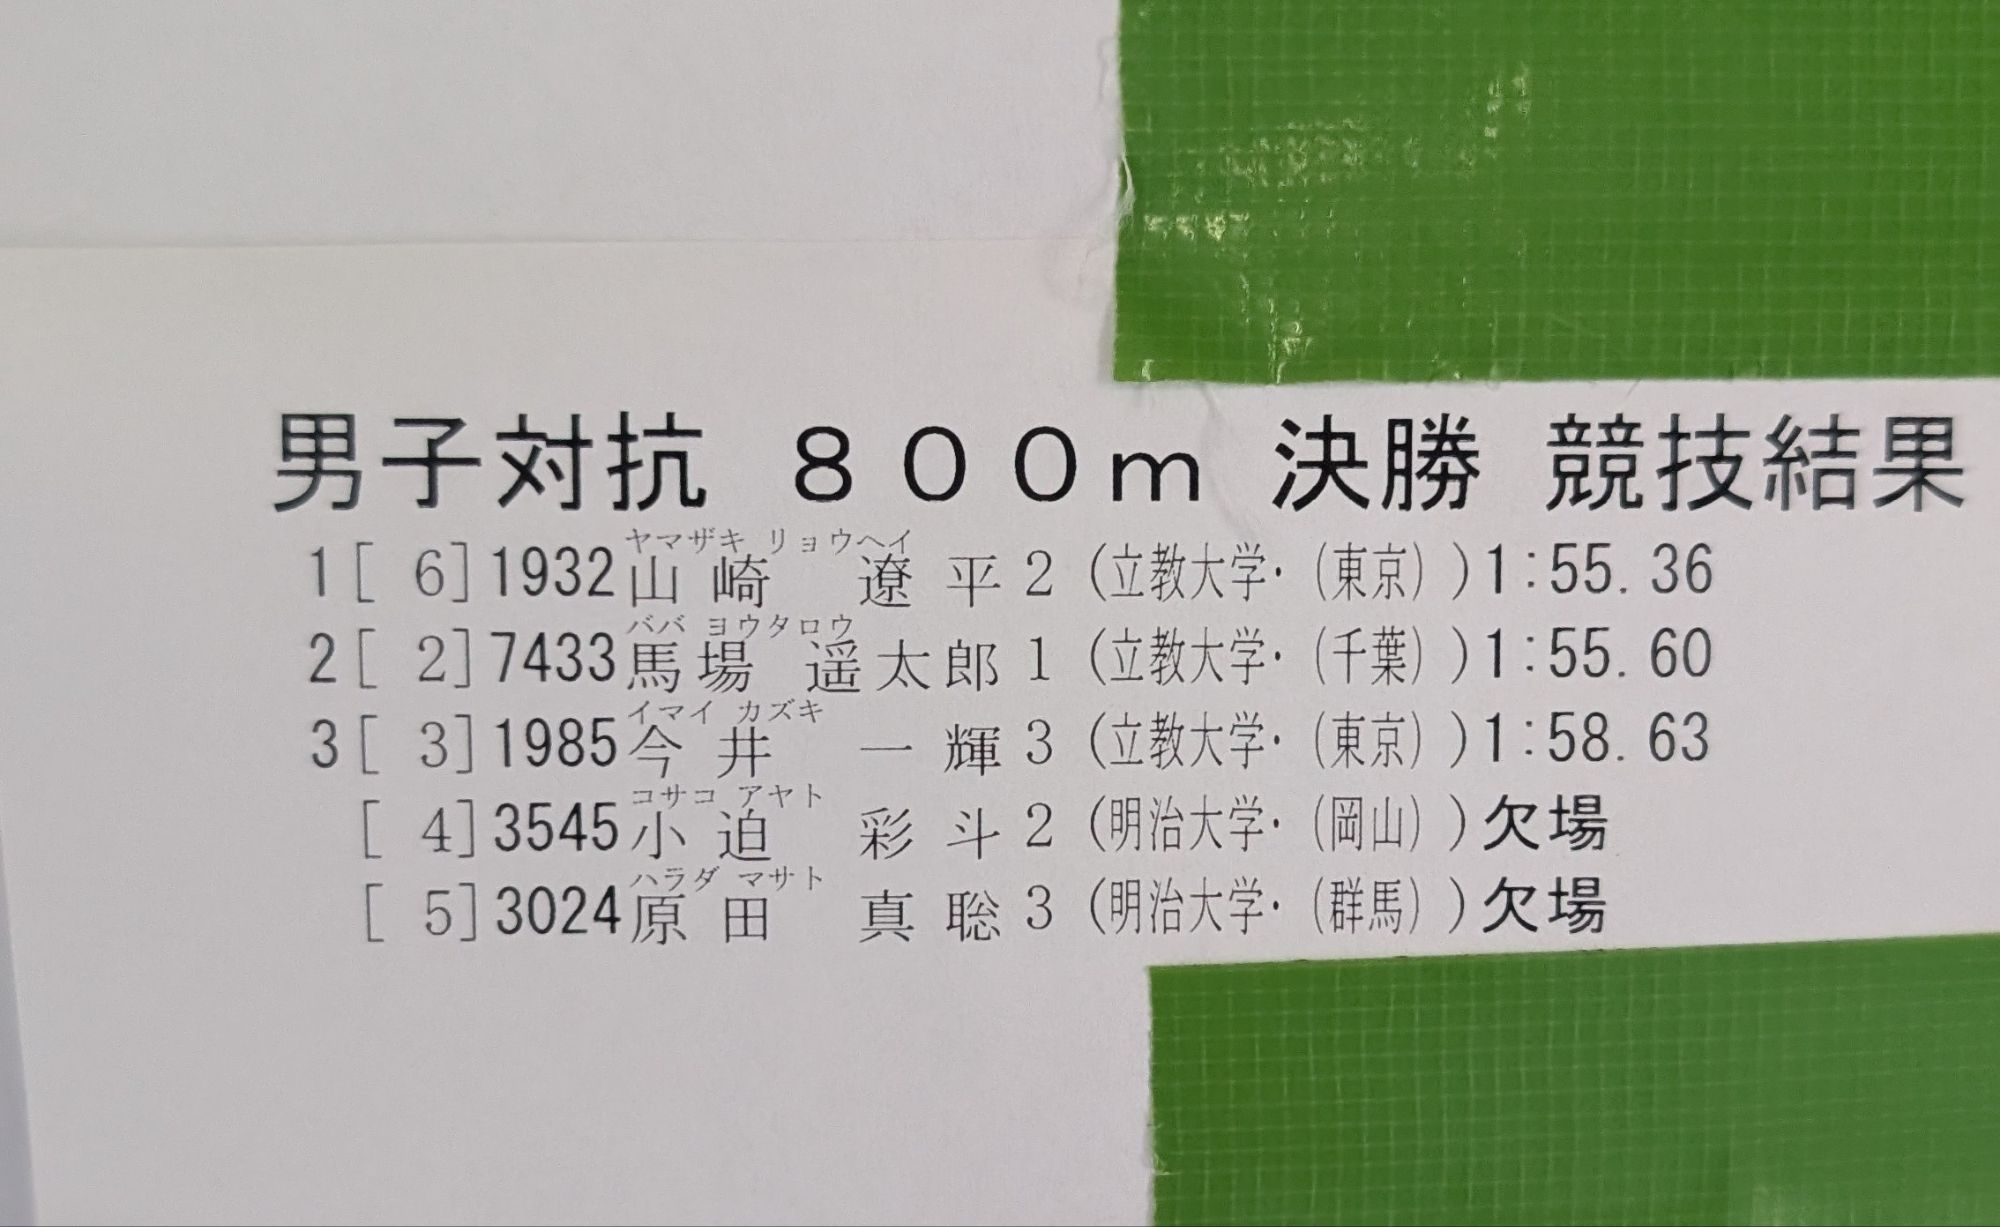 男子対抗 800m 決勝 競技結果
ヤマザキ リョウヘイ
1[ 6]1932山崎 遼平2(立教大学・(東京))1:55.36
ババ ヨウタロウ
2[ 2]7433馬場 遥太郎1(立教大学・(千葉))1:55.60
イマイ カズキ
3[ 3]1985今井 一輝3(立教大学・(東京))1:58.63
コサコ アヤト
[ 4]3545小迫 彩斗2(明治大学・(岡山))欠場
ハラダ マサト
[ 5]3024原田 真聡3(明治大学・(群馬))欠場